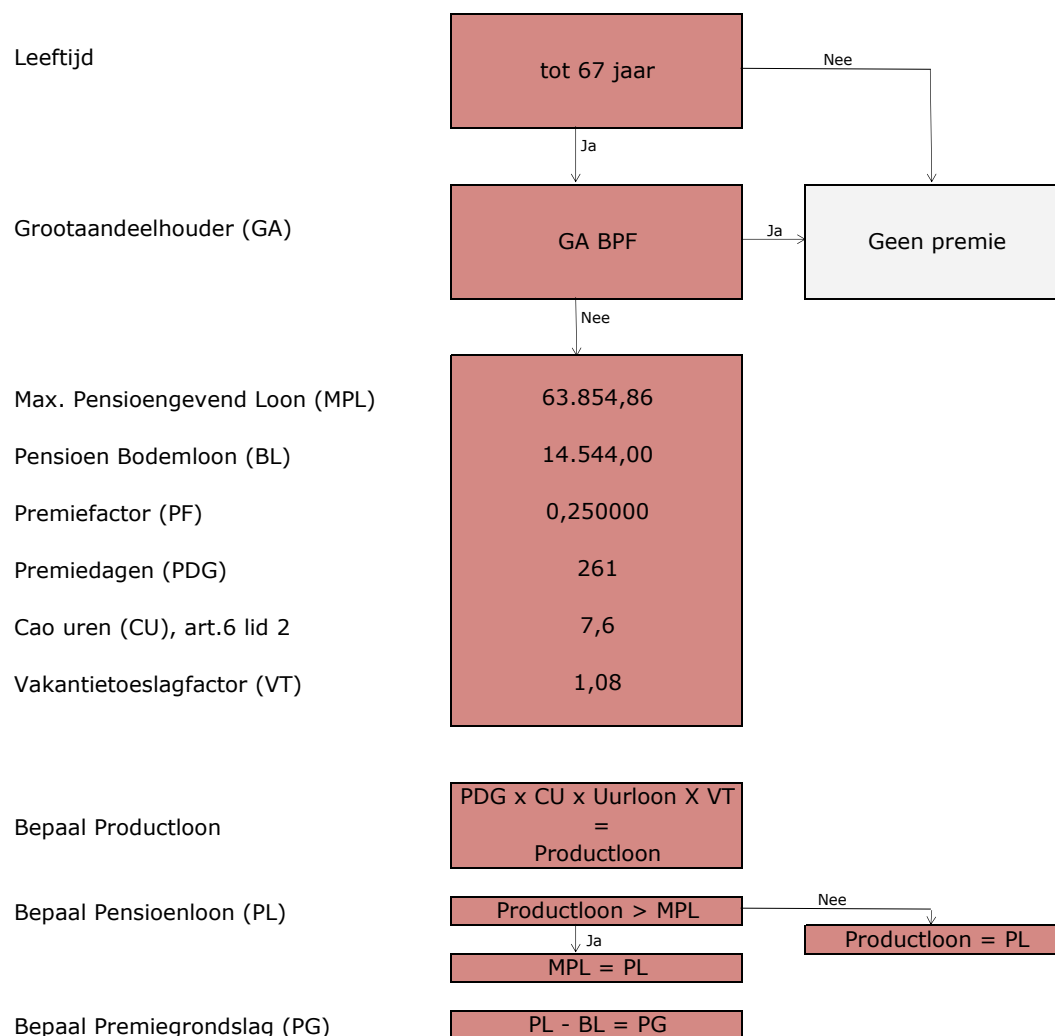 Leeftijd
tot 67 jaar
Nee
Ja
Grootaandeelhouder (GA)
GA BPF
Ja
Geen premie
Nee
Max. Pensioengevend Loon (MPL)
63.854,86
Pensioen Bodemloon (BL)
14.544,00
Premiefactor (PF)
0,250000
Premiedagen (PDG)
261
Cao uren (CU), art.6 lid 2
7,6
Vakantietoeslagfactor (VT)
1,08
Bepaal Productloon
PDG x CU x Uurloon X VT
=
Productloon
Bepaal Pensioenloon (PL)
Productloon > MPL
Nee
Productloon = PL
Ja
MPL = PL
Bepaal Premiegrondslag (PG)
PL - BL = PG